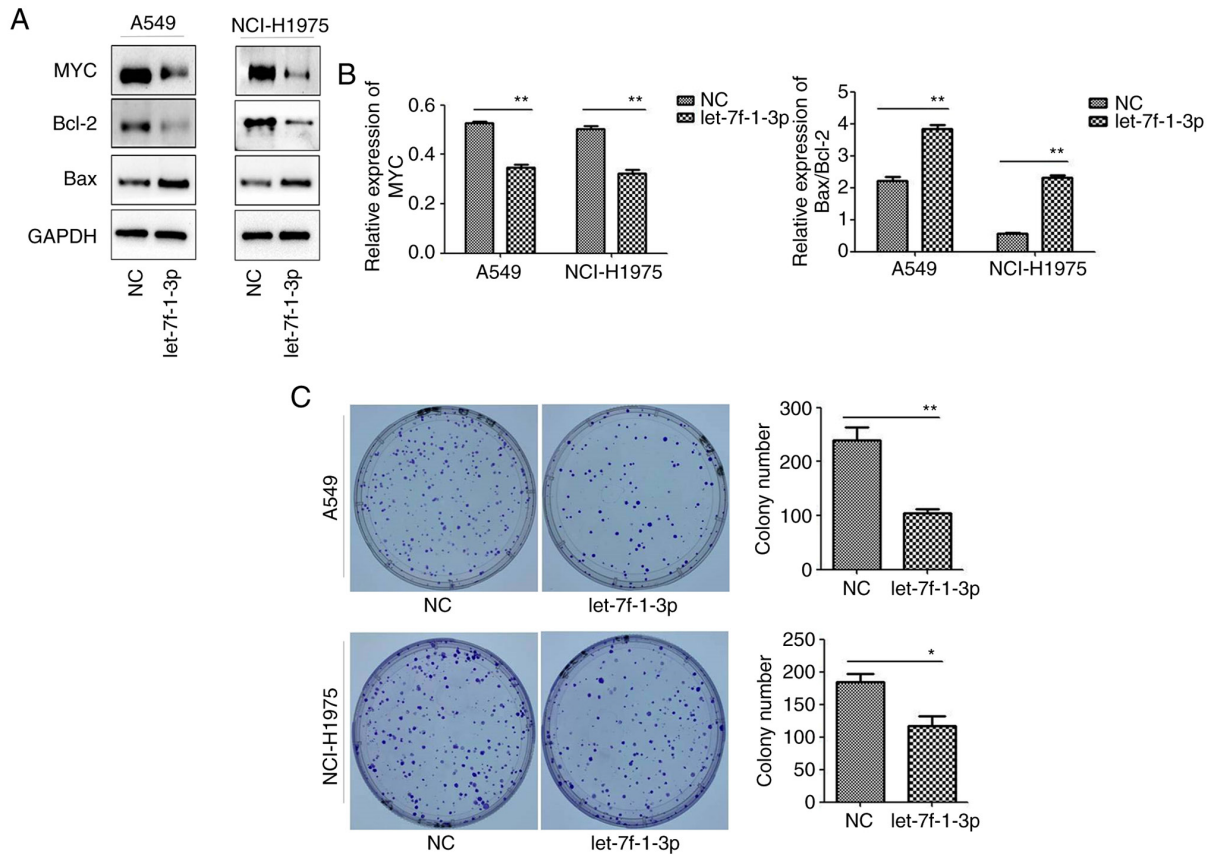 A
A549
NCI-H1975
MYC
Bcl-2
Bax
GAPDH
NC
let-7f-1-3p
NC
let-7f-1-3p
B
Relative expression of
MYC
0.6
0.4
0.2
0.0
**
**
A549
NCI-H1975
NC
let-7f-1-3p
Relative expression of
Bax/Bcl-2
5
4
3
2
1
0
**
**
A549
NCI-H1975
NC
let-7f-1-3p
C
A549
NC
let-7f-1-3p
Colony number
300
200
100
0
**
NC
let-7f-1-3p
NCI-H1975
NC
let-7f-1-3p
Colony number
250
200
150
100
50
0
*
NC
let-7f-1-3p